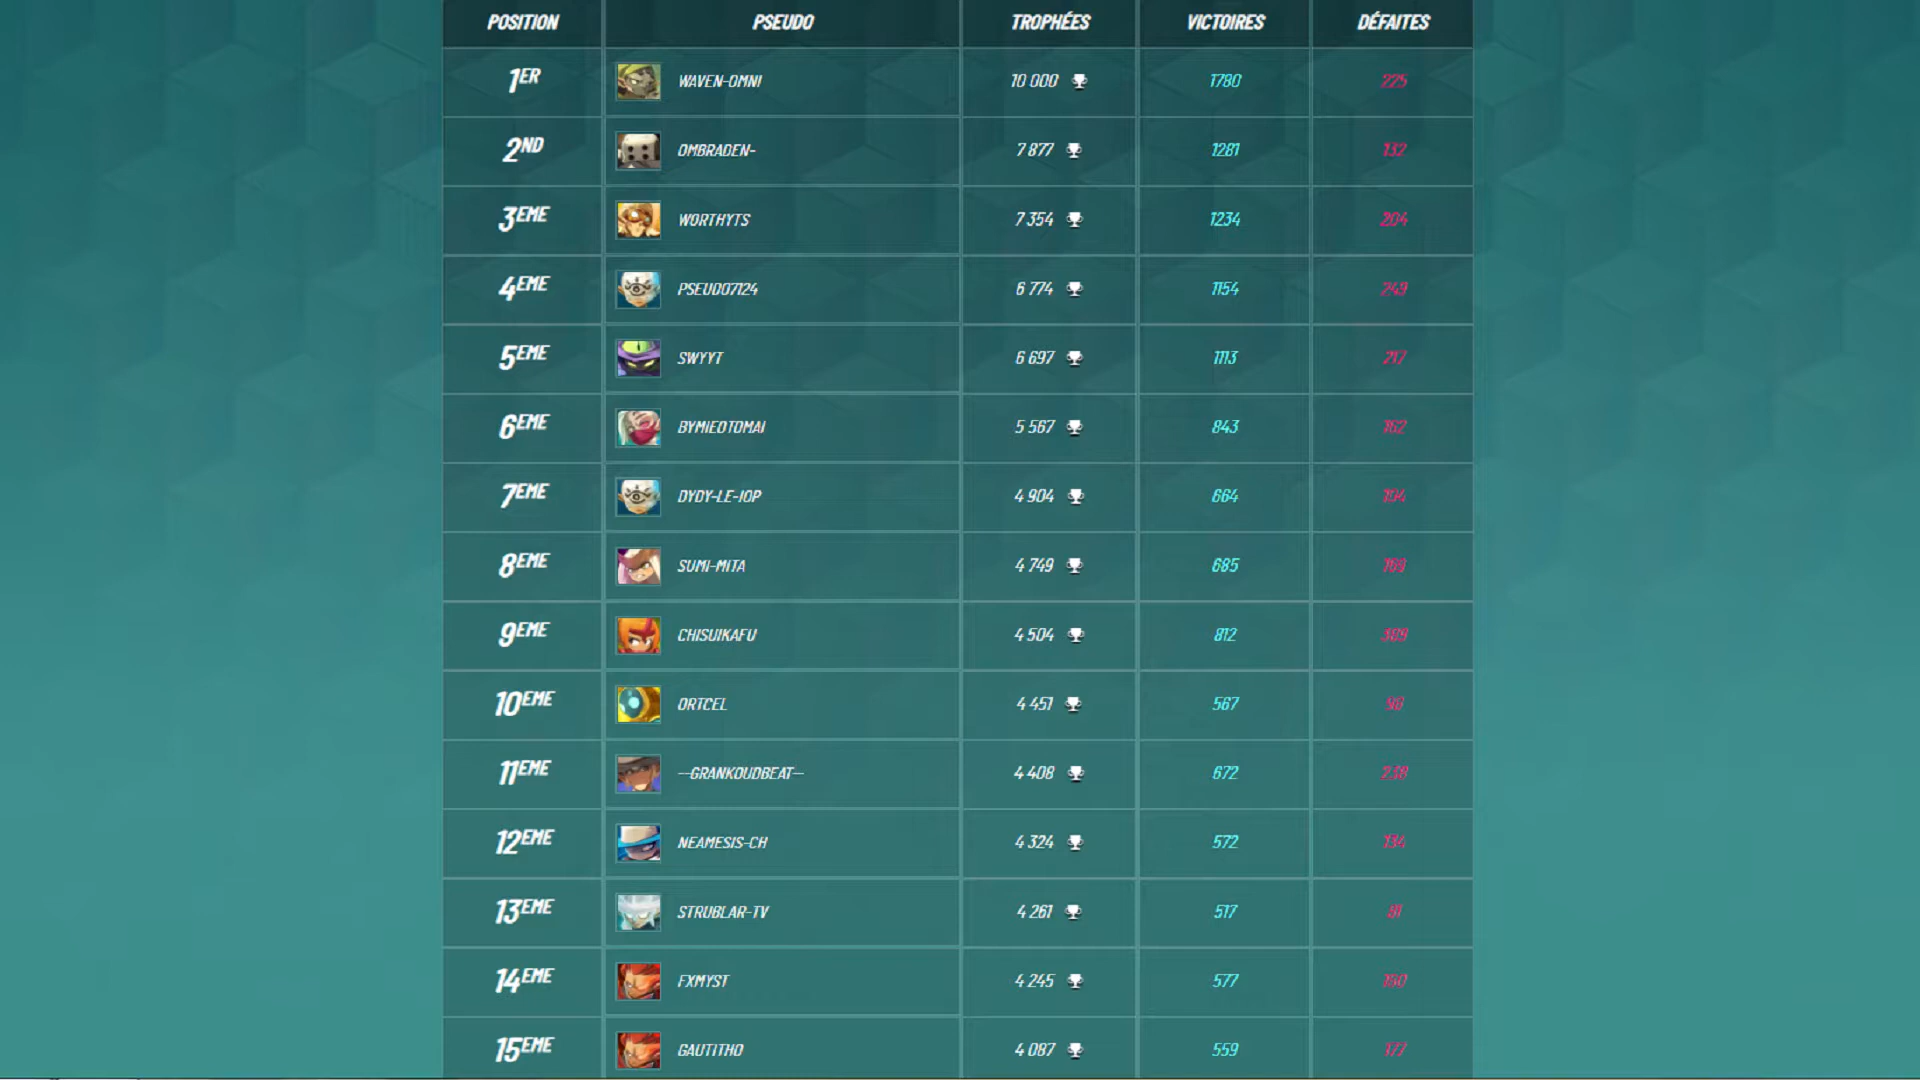 POSITION PSEUDO TROPHÉES VICTOIRES DÉFAITES
1ER WAVEN-OMNI 10 000 1780 225
2ND OMBRADEN- 7 877 1281 132
3EME WORTHYTS 7 354 1234 204
4EME PSEUDO7124 6 774 1154 249
5EME SWYYT 6 697 1113 217
6EME BYMIEOTOMAI 5 567 843 162
7EME DYDY-LE-IOP 4 904 664 104
8EME SUMI-MITA 4 749 685 169
9EME CHISUIKAFU 4 504 812
10EME ORTCEL 4 451 567
11EME —GRANKOUDBEAT— 4 408 672 238
12EME NEAMESIS-CH 4 324 572 134
13EME STRUBLAR-TV 4 261 517 81
14EME FXMYST 4 245 577
15EME GAUTITHO 4 087 559 177